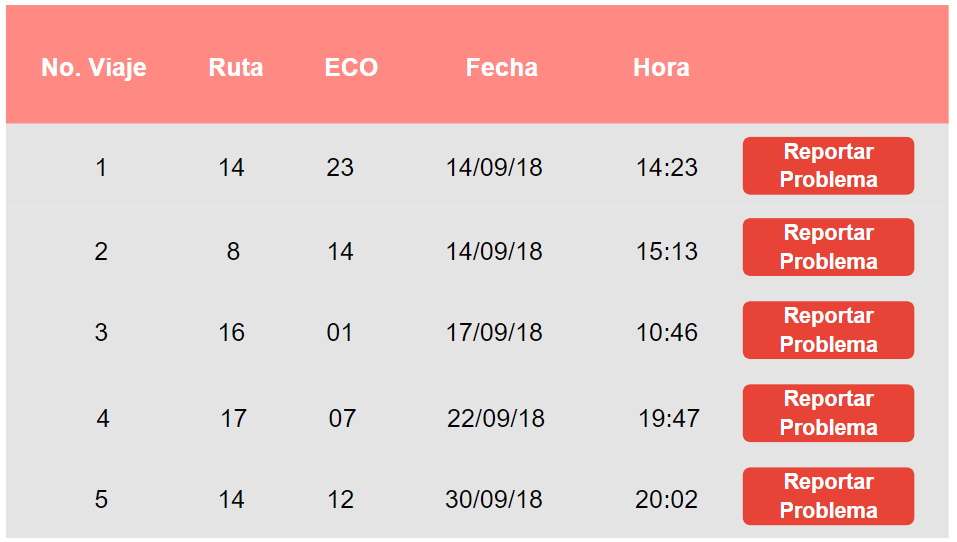 No. Viaje Ruta ECO Fecha Hora
1 14 23 14/09/18 14:23 Reportar Problema
2 8 14 14/09/18 15:13 Reportar Problema
3 16 01 17/09/18 10:46 Reportar Problema
4 17 07 22/09/18 19:47 Reportar Problema
5 14 12 30/09/18 20:02 Reportar Problema